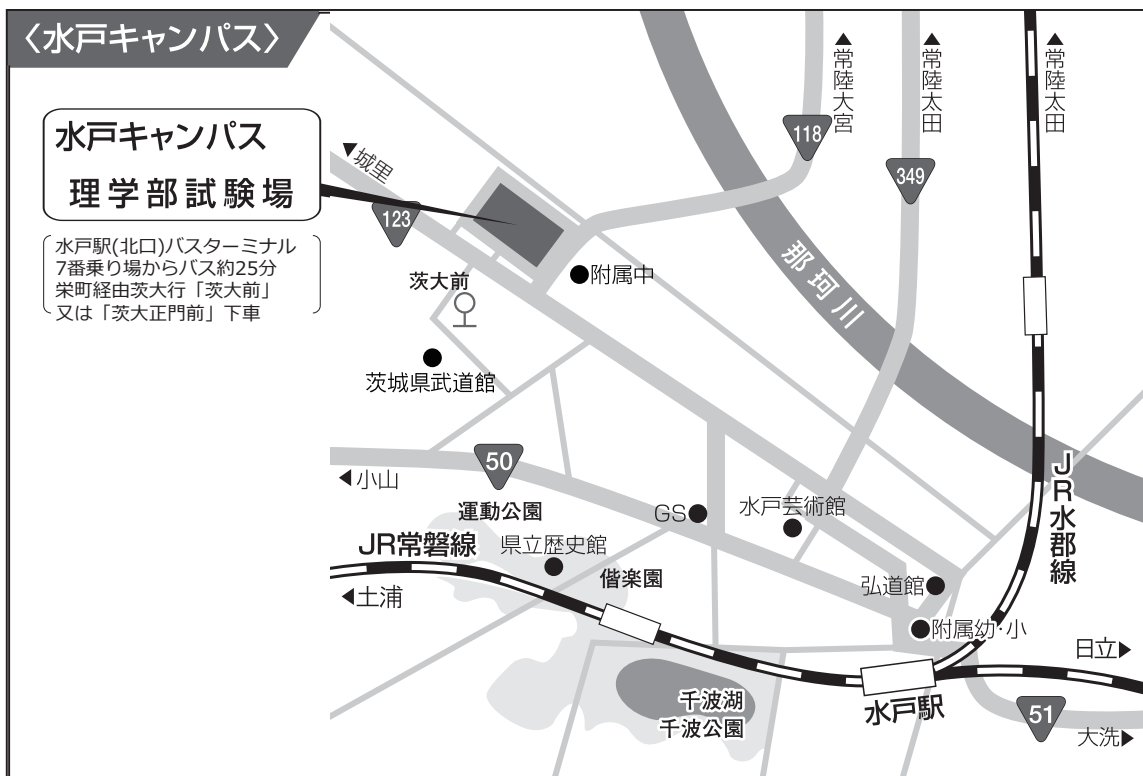 〈水戸キャンパス〉
水戸キャンパス
理学部試験場
水戸駅(北口)バスターミナル
7番乗り場からバス約25分
栄町経由茨大行「茨大前」
又は「茨大正門前」下車
▲常陸大宮
▲常陸太田
▲常陸太田
118
349
◀城里
123
茨大前
附属中
那珂川
茨城県武道館
50
◀小山
運動公園
GS
水戸芸術館
JR水郡線
JR常磐線
県立歴史館
偕楽園
◀土浦
弘道館
附属幼・小
日立▶
千波湖
千波公園
水戸駅
51
大洗▶